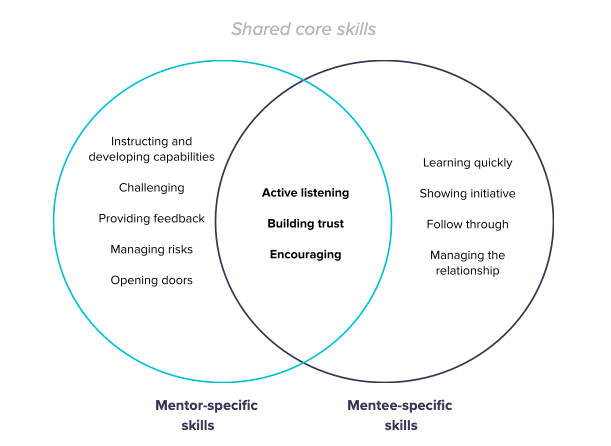 Shared core skills
Instructing and
developing capabilities
Challenging
Providing feedback
Managing risks
Opening doors
Active listening
Building trust
Encouraging
Learning quickly
Showing initiative
Follow through
Managing the
relationship
Mentor-specific
skills
Mentee-specific
skills